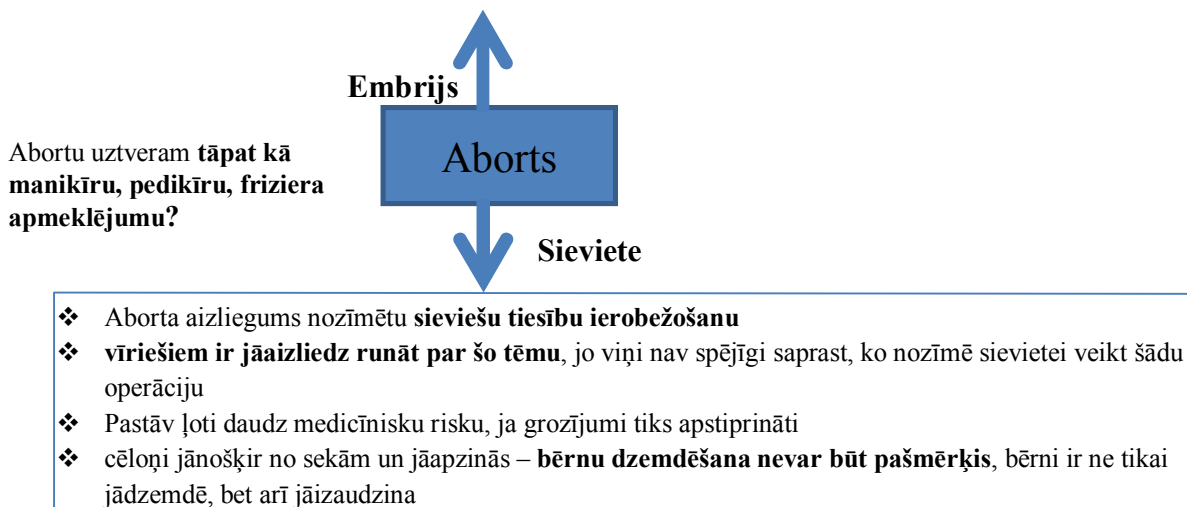 Embrijs
Aborts
Abortu uztveram tāpat kā
manikīru, pedikīru, friziera
apmeklējumu?
Sieviete
❖ Aborta aizliegums nozīmētu sieviešu tiesību ierobežošanu
❖ vīriešiem ir jāaizliedz runāt par šo tēmu, jo viņi nav spējīgi saprast, ko nozīmē sievietei veikt šādu
operāciju
❖ Pastāv ļoti daudz medicīnisku risku, ja grozījumi tiks apstiprināti
❖ cēloņi jānošķir no sekām un jāapzinās – bērnu dzemdēšana nevar būt pašmērķis, bērni ir ne tikai
jādzemdē, bet arī jāizaudzina